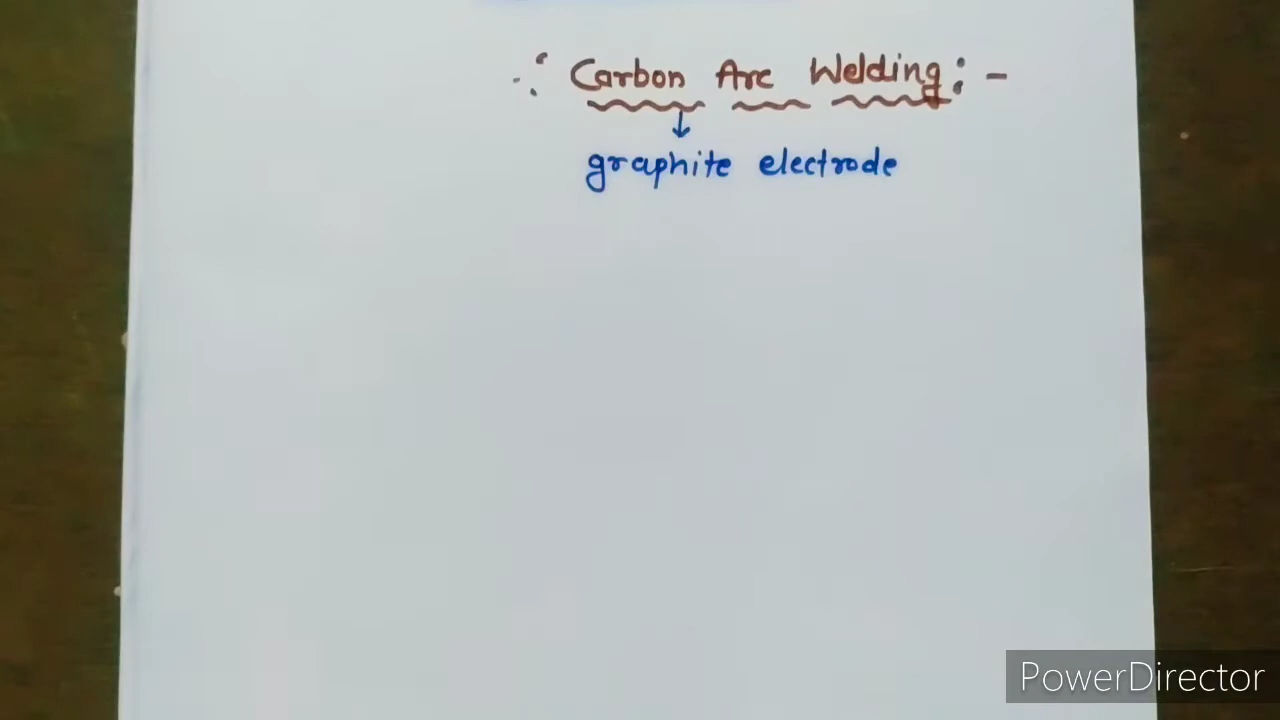 ∴ Carbon Arc Welding : -
↓
graphite electrode
PowerDirector